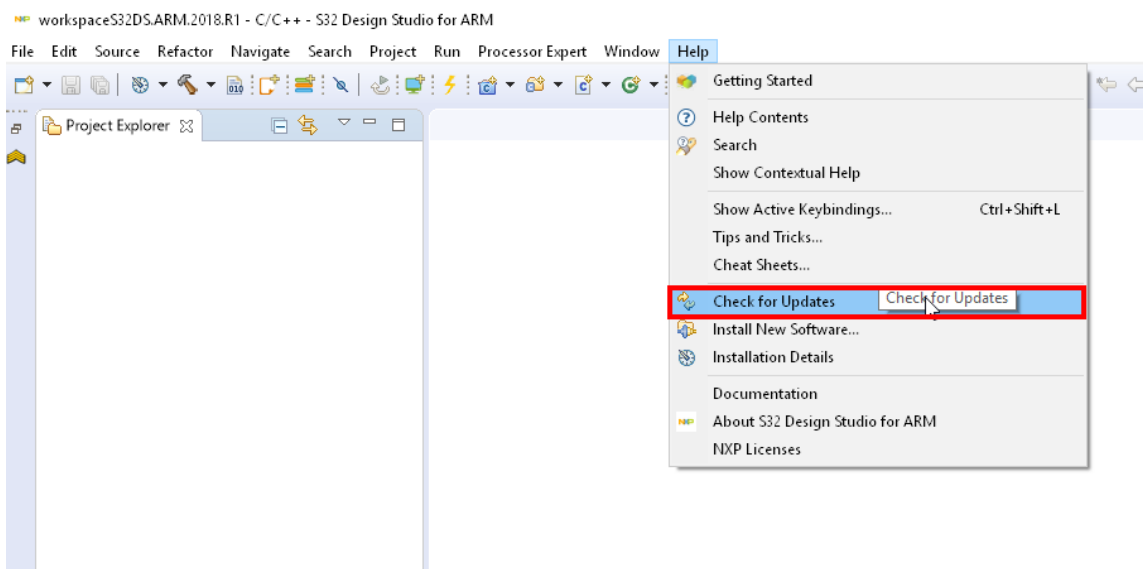 NXP workspaceS32DS.ARM.2018.R1 - C/C++ - S32 Design Studio for ARM
File Edit Source Refactor Navigate Search Project Run Processor Expert Window Help
010
Project Explorer
Getting Started
Help Contents
Search
Show Contextual Help
Show Active Keybindings... Ctrl+Shift+L
Tips and Tricks...
Cheat Sheets...
Check for Updates Check for Updates
Install New Software...
Installation Details
Documentation
NXP About S32 Design Studio for ARM
NXP Licenses